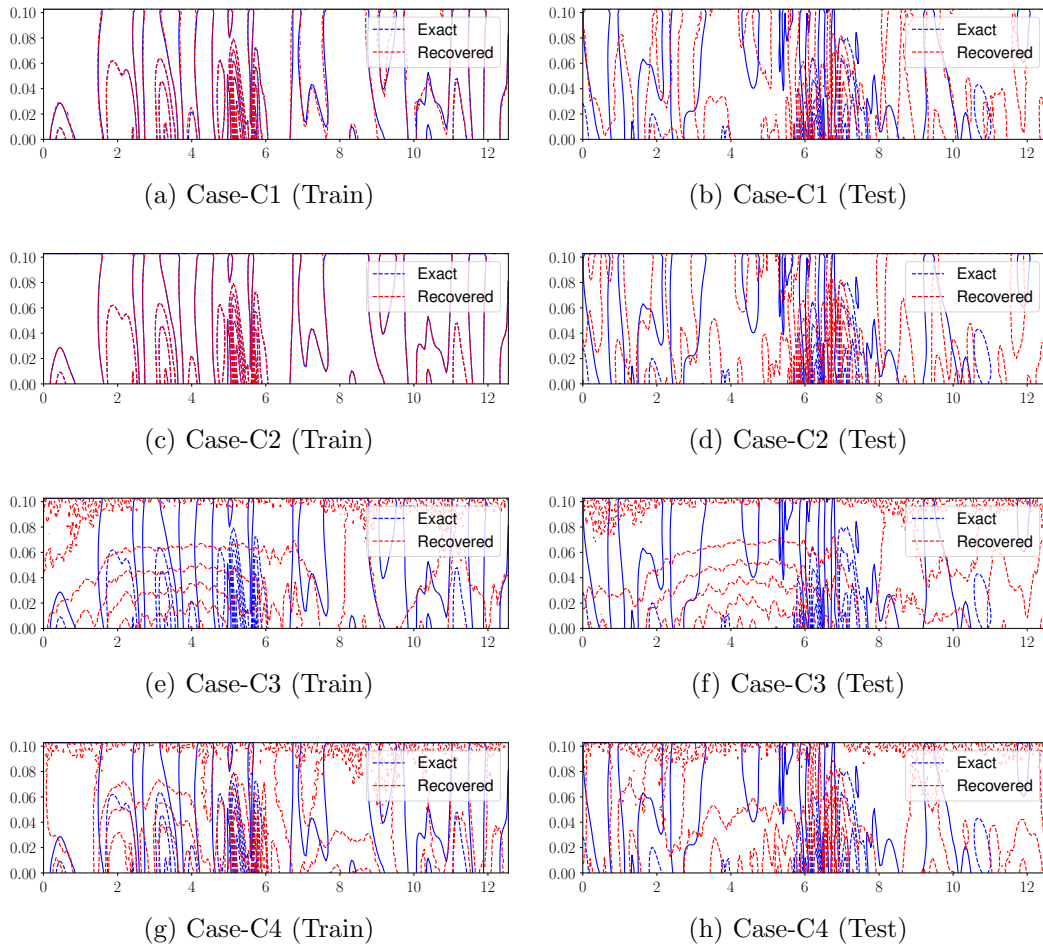 0.10
0.08
0.06
0.04
0.02
0.00
0 2 4 6 8 10 12
Exact
Recovered
(a) Case-C1 (Train)
0.10
0.08
0.06
0.04
0.02
0.00
0 2 4 6 8 10 12
Exact
Recovered
(b) Case-C1 (Test)
0.10
0.08
0.06
0.04
0.02
0.00
0 2 4 6 8 10 12
Exact
Recovered
(c) Case-C2 (Train)
0.10
0.08
0.06
0.04
0.02
0.00
0 2 4 6 8 10 12
Exact
Recovered
(d) Case-C2 (Test)
0.10
0.08
0.06
0.04
0.02
0.00
0 2 4 6 8 10 12
Exact
Recovered
(e) Case-C3 (Train)
0.10
0.08
0.06
0.04
0.02
0.00
0 2 4 6 8 10 12
Exact
Recovered
(f) Case-C3 (Test)
0.10
0.08
0.06
0.04
0.02
0.00
0 2 4 6 8 10 12
Exact
Recovered
(g) Case-C4 (Train)
0.10
0.08
0.06
0.04
0.02
0.00
0 2 4 6 8 10 12
Exact
Recovered
(h) Case-C4 (Test)